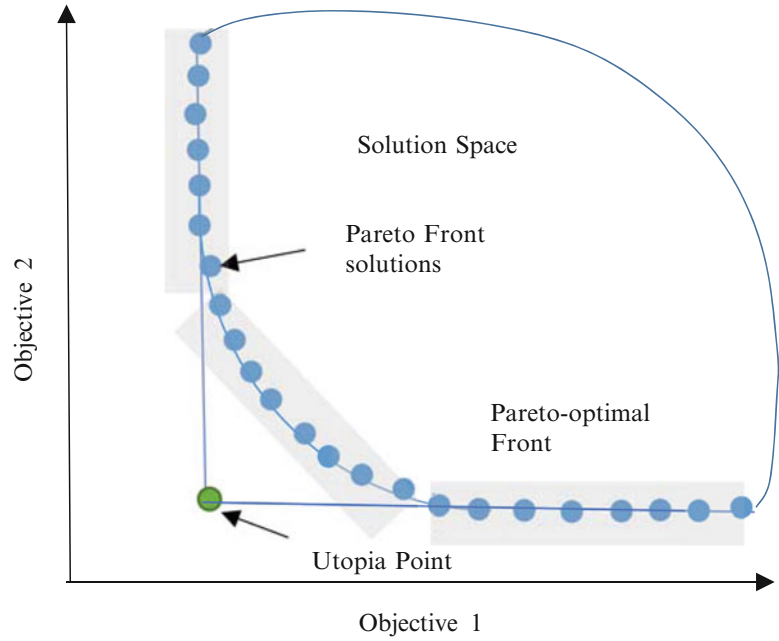 Solution Space
Pareto Front
solutions
Objective 2
Pareto-optimal
Front
Utopia Point
Objective 1